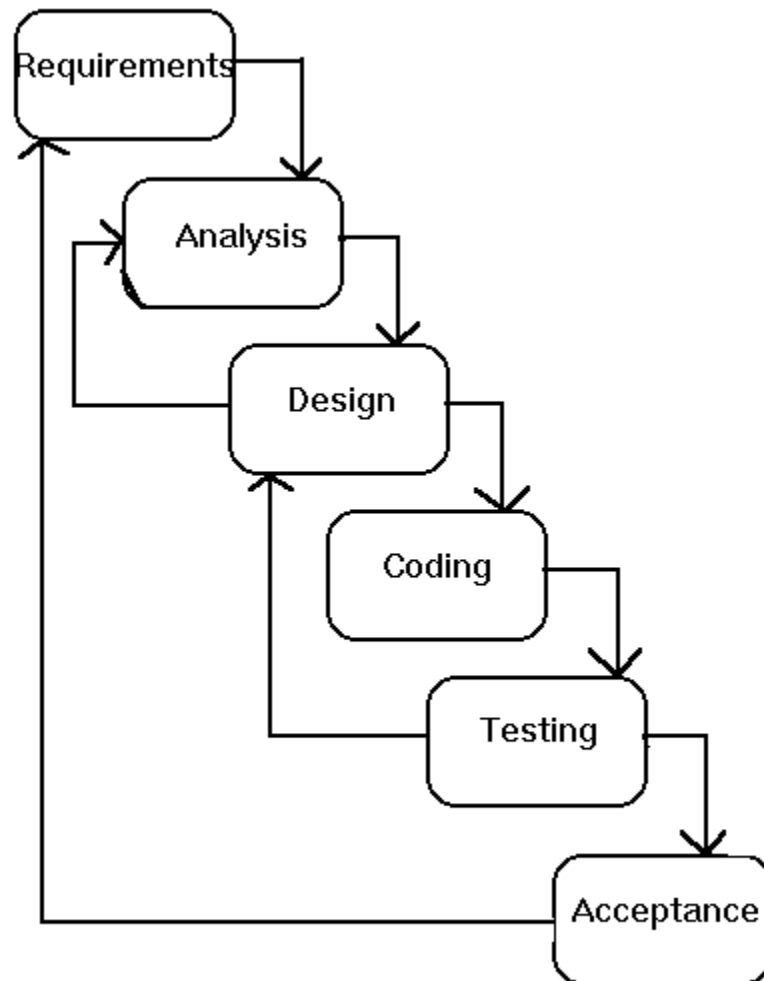 Requirements
Analysis
Design
Coding
Testing
Acceptance